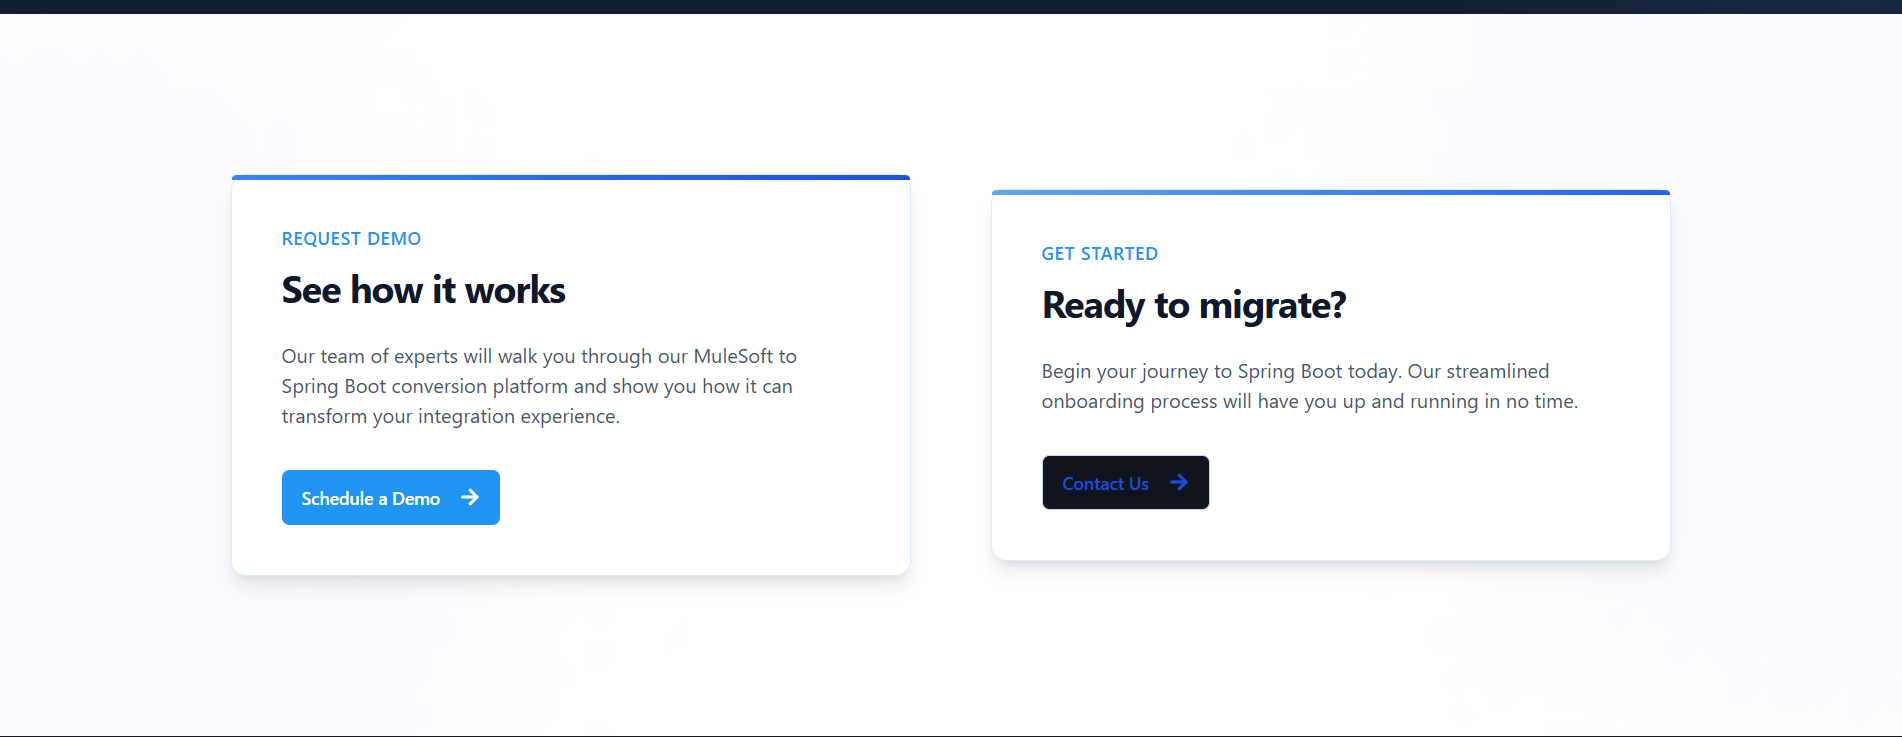 REQUEST DEMO
See how it works
Our team of experts will walk you through our MuleSoft to
Spring Boot conversion platform and show you how it can
transform your integration experience.
Schedule a Demo
GET STARTED
Ready to migrate?
Begin your journey to Spring Boot today. Our streamlined
onboarding process will have you up and running in no time.
Contact Us